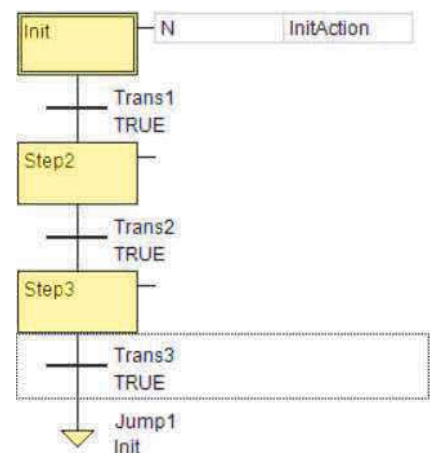 Init N InitAction
Trans1
TRUE
Step2
Trans2
TRUE
Step3
Trans3
TRUE
Jump1
Init